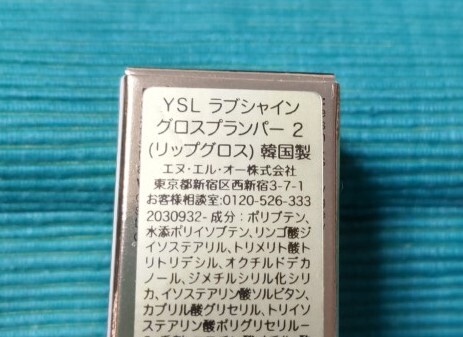 YSL ラブシャイン
グロスプランパー 2
(リップグロス) 韓国製
エヌ・エル・オー株式会社
東京都新宿区西新宿3-7-1
お客様相談室:0120-526-333
2030932- 成分：ポリブテン,
水添ポリイソブテン,リンゴ酸ジ
イソステアリル,トリメリト酸ト
リトリデシル,オクチルドデカ
ノール,ジメチルシリル化シリ
カ,イソステアリン酸ソルビタン,
カプリル酸グリセリル,トリイソ
ステアリン酸ポリグリセリル－